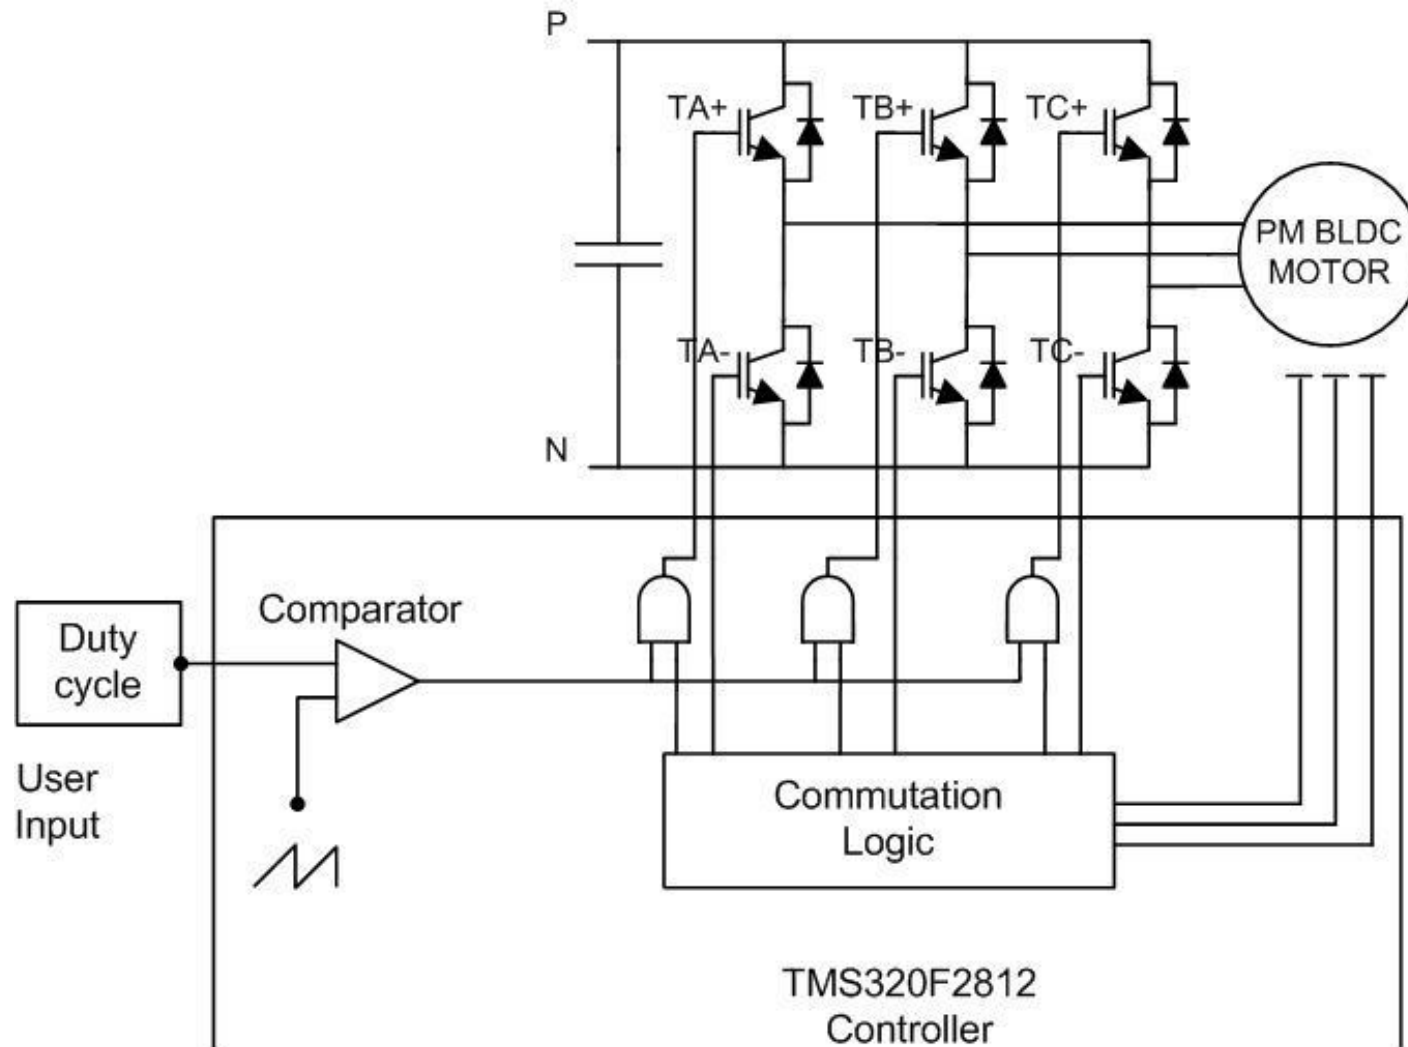 P
TA+
TB+
TC+
PM BLDC
MOTOR
TA-
TB-
TC-
N
Comparator
Duty
cycle
User
Input
Commutation
Logic
TMS320F2812
Controller